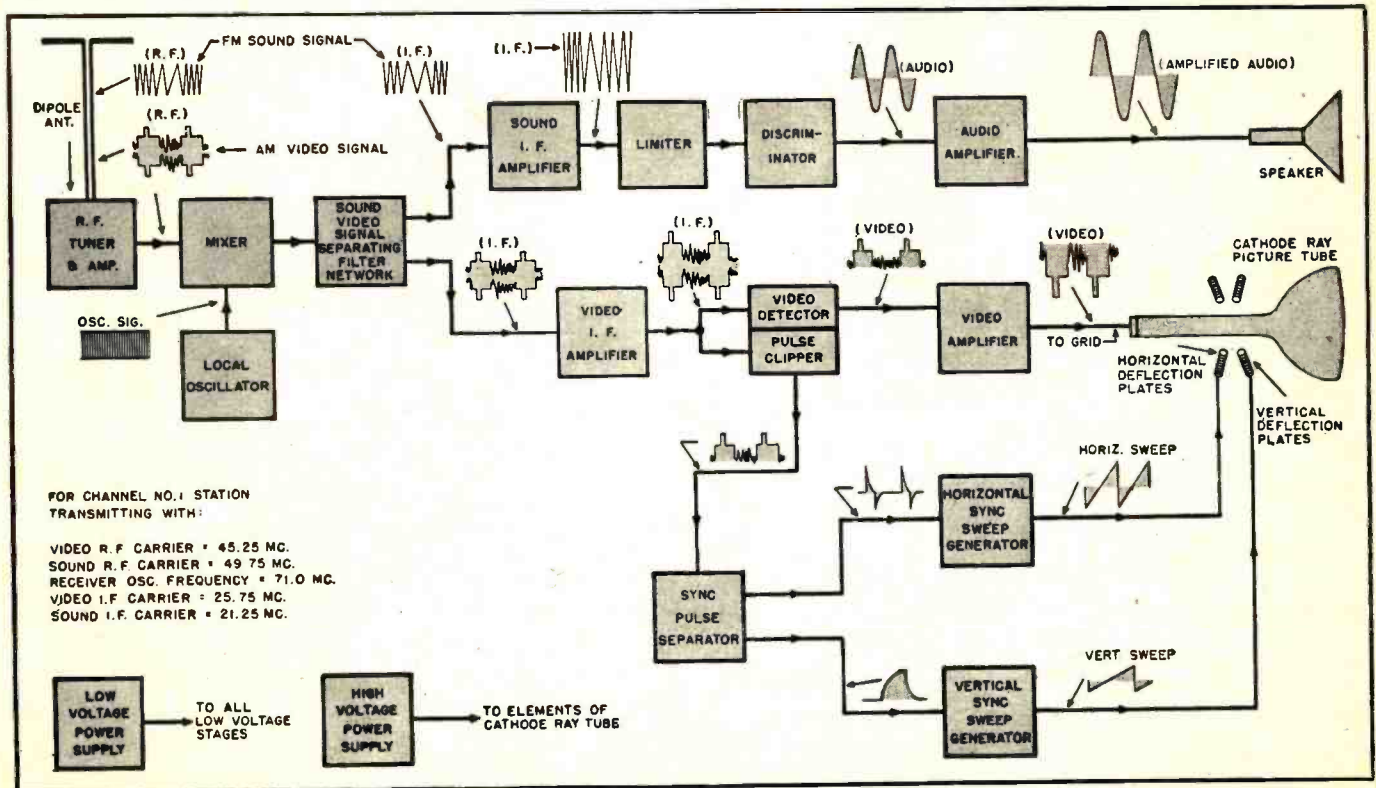 (R.F.)
FM SOUND SIGNAL
(I.F.)
(I.F.)
(AUDIO)
(AMPLIFIED AUDIO)
DIPOLE
ANT.
(R.F.)
AM VIDEO SIGNAL
SOUND
I.F.
AMPLIFIER
LIMITER
DISCRIM-
INATOR
AUDIO
AMPLIFIER.
SPEAKER
R.F.
TUNER
& AMP.
MIXER
SOUND
VIDEO
SIGNAL
SEPARATING
FILTER
NETWORK
(I.F.)
(I.F.)
(VIDEO)
(VIDEO)
CATHODE RAY
PICTURE TUBE
OSC. SIG.
LOCAL
OSCILLATOR
VIDEO
I.F.
AMPLIFIER
VIDEO
DETECTOR
PULSE
CLIPPER
VIDEO
AMPLIFIER
TO GRID
HORIZONTAL
DEFLECTION
PLATES
VERTICAL
DEFLECTION
PLATES
FOR CHANNEL NO.1 STATION
TRANSMITTING WITH:
VIDEO R.F CARRIER = 45.25 MC.
SOUND R.F. CARRIER = 49 75 MC.
RECEIVER OSC. FREQUENCY = 71.0 MC.
VIDEO I.F CARRIER = 25.75 MC.
SOUND I.F. CARRIER = 21.25 MC.
SYNC
PULSE
SEPARATOR
HORIZONTAL
SYNC
SWEEP
GENERATOR
HORIZ. SWEEP
VERTICAL
SYNC
SWEEP
GENERATOR
VERT SWEEP
LOW
VOLTAGE
POWER
SUPPLY
TO ALL
LOW VOLTAGE
STAGES
HIGH
VOLTAGE
POWER
SUPPLY
TO ELEMENTS OF
CATHODE RAY TUBE